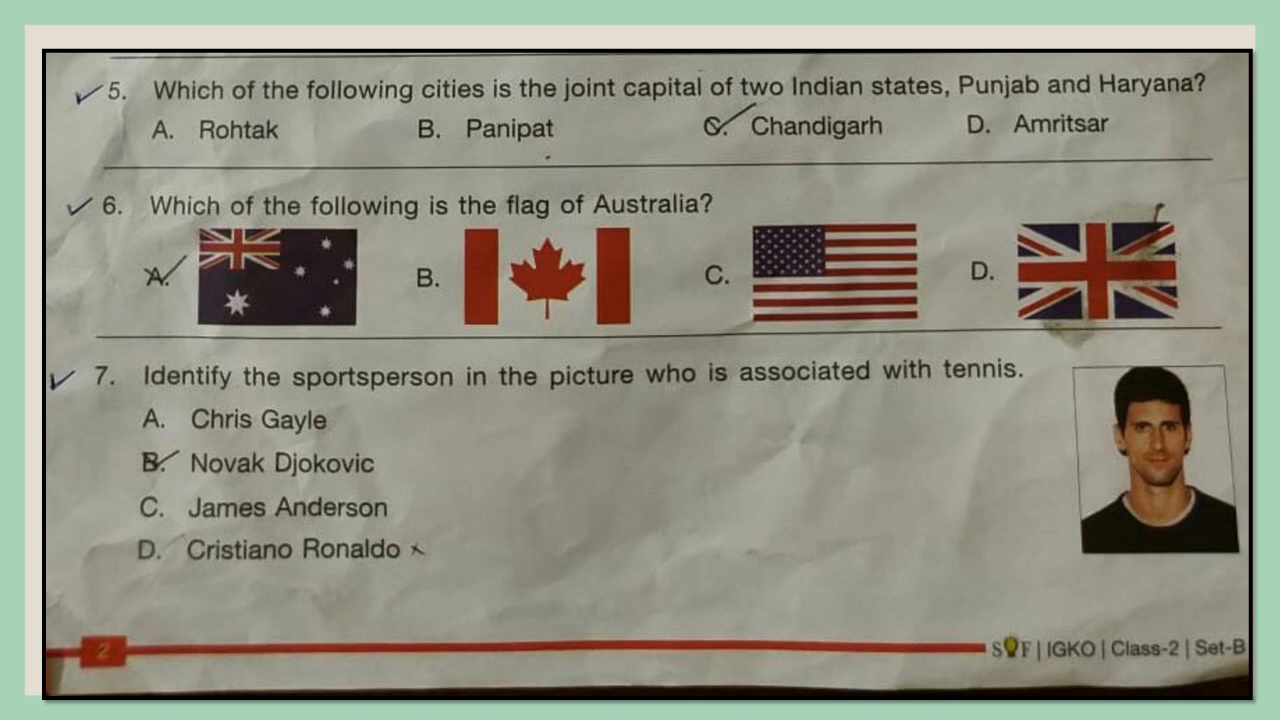 5. Which of the following cities is the joint capital of two Indian states, Punjab and Haryana?
A. Rohtak B. Panipat C. Chandigarh D. Amritsar
6. Which of the following is the flag of Australia?
A. B. C. D.
7. Identify the sportsperson in the picture who is associated with tennis.
A. Chris Gayle
B. Novak Djokovic
C. James Anderson
D. Cristiano Ronaldo
2 SOF | IGKO | Class-2 | Set-B